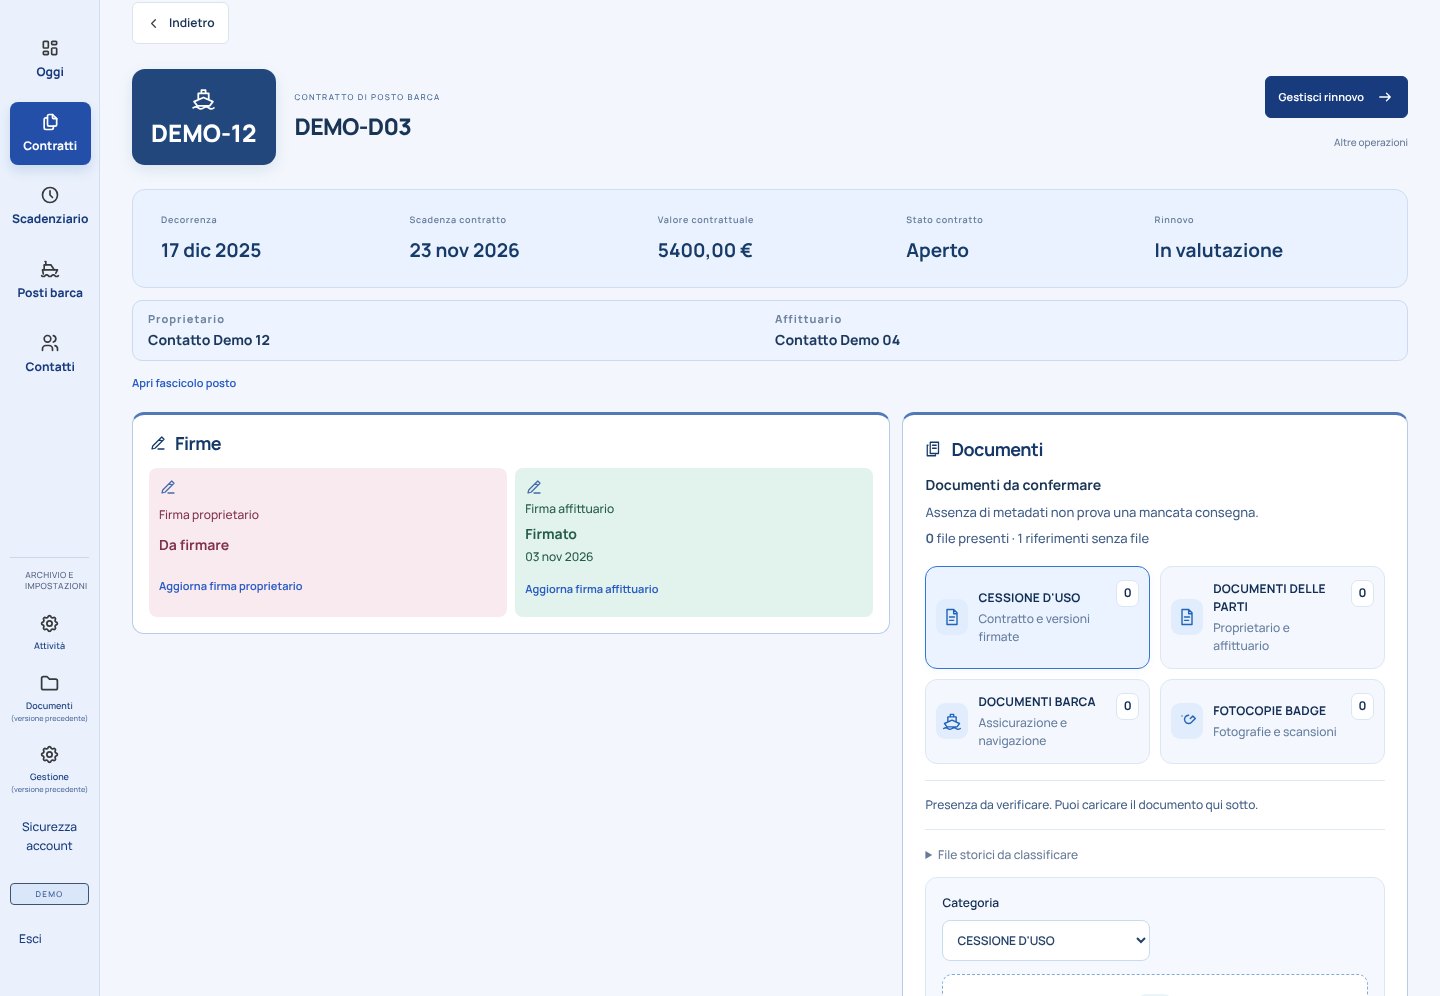 Indietro
Oggi
Contratti
Scadenziario
Posti barca
Contatti
ARCHIVIO E
IMPOSTAZIONI
Attività
Documenti
(versione precedente)
Gestione
(versione precedente)
Sicurezza
account
DEMO
Esci
DEMO-12
CONTRATTO DI POSTO BARCA
DEMO-D03
Gestisci rinnovo
Altre operazioni
Decorrenza
17 dic 2025
Scadenza contratto
23 nov 2026
Valore contrattuale
5400,00 €
Stato contratto
Aperto
Rinnovo
In valutazione
Proprietario
Contatto Demo 12
Affittuario
Contatto Demo 04
Apri fascicolo posto
Firme
Firma proprietario
Da firmare
Aggiorna firma proprietario
Firma affittuario
Firmato
03 nov 2026
Aggiorna firma affittuario
Documenti
Documenti da confermare
Assenza di metadati non prova una mancata consegna.
0 file presenti · 1 riferimenti senza file
CESSIONE D'USO
Contratto e versioni
firmate
0
DOCUMENTI DELLE
PARTI
Proprietario e
affittuario
0
DOCUMENTI BARCA
Assicurazione e
navigazione
0
FOTOCOPIE BADGE
Fotografie e scansioni
0
Presenza da verificare. Puoi caricare il documento qui sotto.
File storici da classificare
Categoria
CESSIONE D'USO